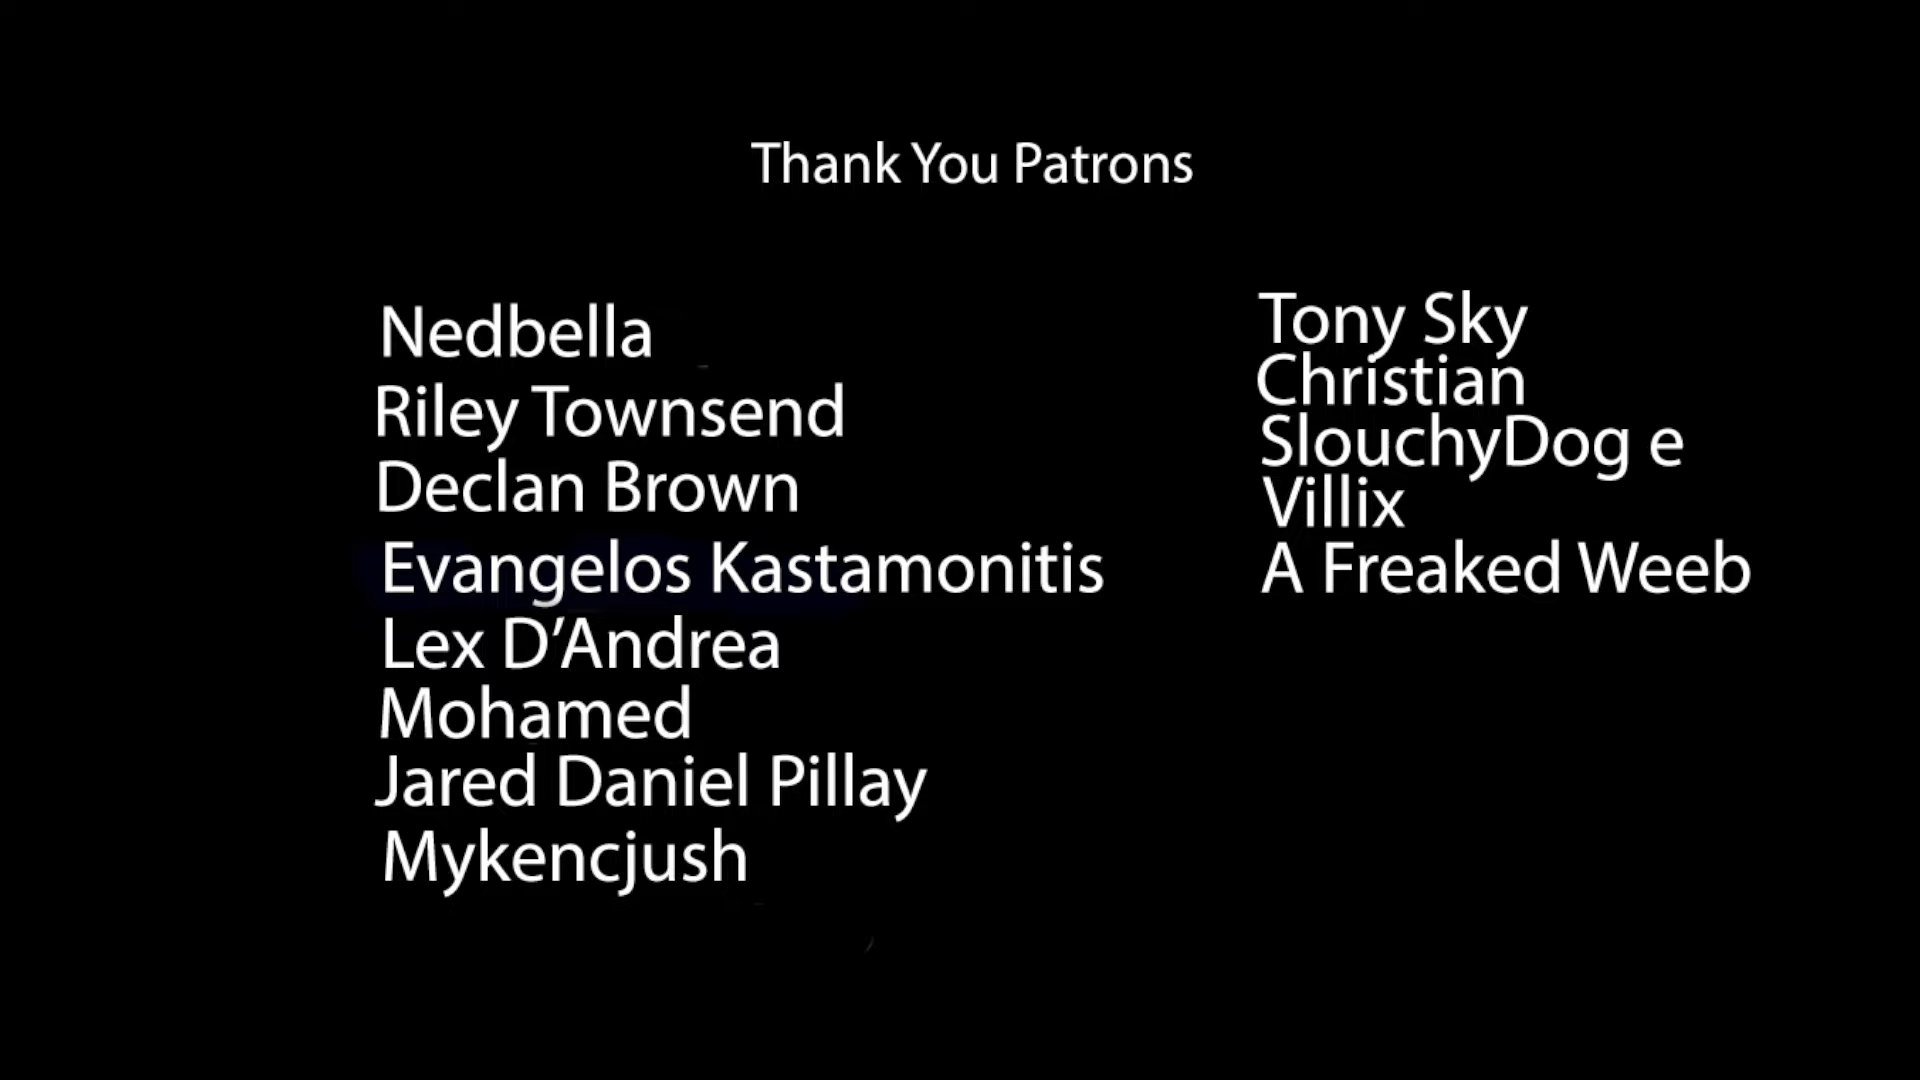 Thank You Patrons
Nedbella
Riley Townsend
Declan Brown
Evangelos Kastamonitis
Lex D’Andrea
Mohamed
Jared Daniel Pillay
Mykencjush
Tony Sky
Christian
SlouchyDog e
Villix
A Freaked Weeb